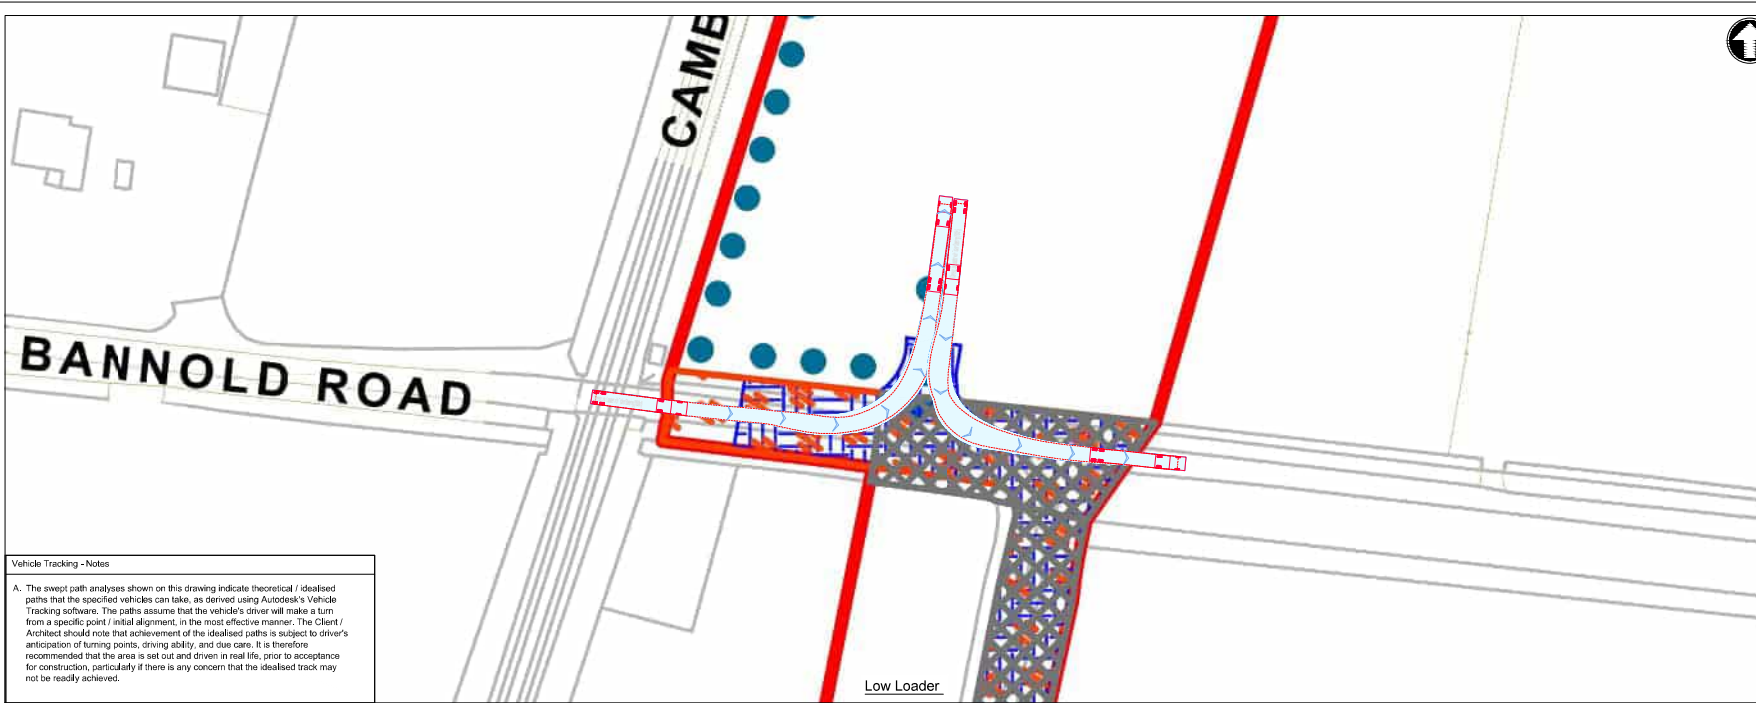 CAMB
BANNOLD ROAD
Vehicle Tracking - Notes
A. The swept path analyses shown on this drawing indicate theoretical / idealised
paths that the specified vehicles can take, as derived using Autodesk's Vehicle
Tracking software. The paths assume that the vehicle's driver will make a turn
from a specific point / initial alignment, in the most effective manner. The Client /
Architect should note that achievement of the idealised paths is subject to driver's
anticipation of turning points, driving ability, and due care. It is therefore
recommended that the area is set out and driven in real life, prior to acceptance
for construction, particularly if there is any concern that the idealised track may
not be readily achieved.
Low Loader